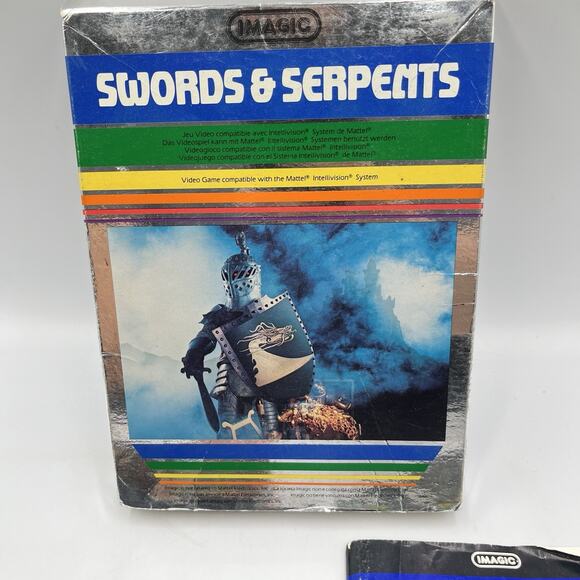 IMAGIC
SWORDS & SERPENTS
Jeu Video compatible avec Intellivision® System de Mattel®
Das Videospiel kann mit Mattel® Intellivision® Systemen benutzt werden
Videogioco compatible con il sistema Mattel® Intellivision®
Videojuego compatible con el Sistema Intellivision® de Mattel®
Video Game compatible with the Mattel® Intellivision® System
IMAGIC